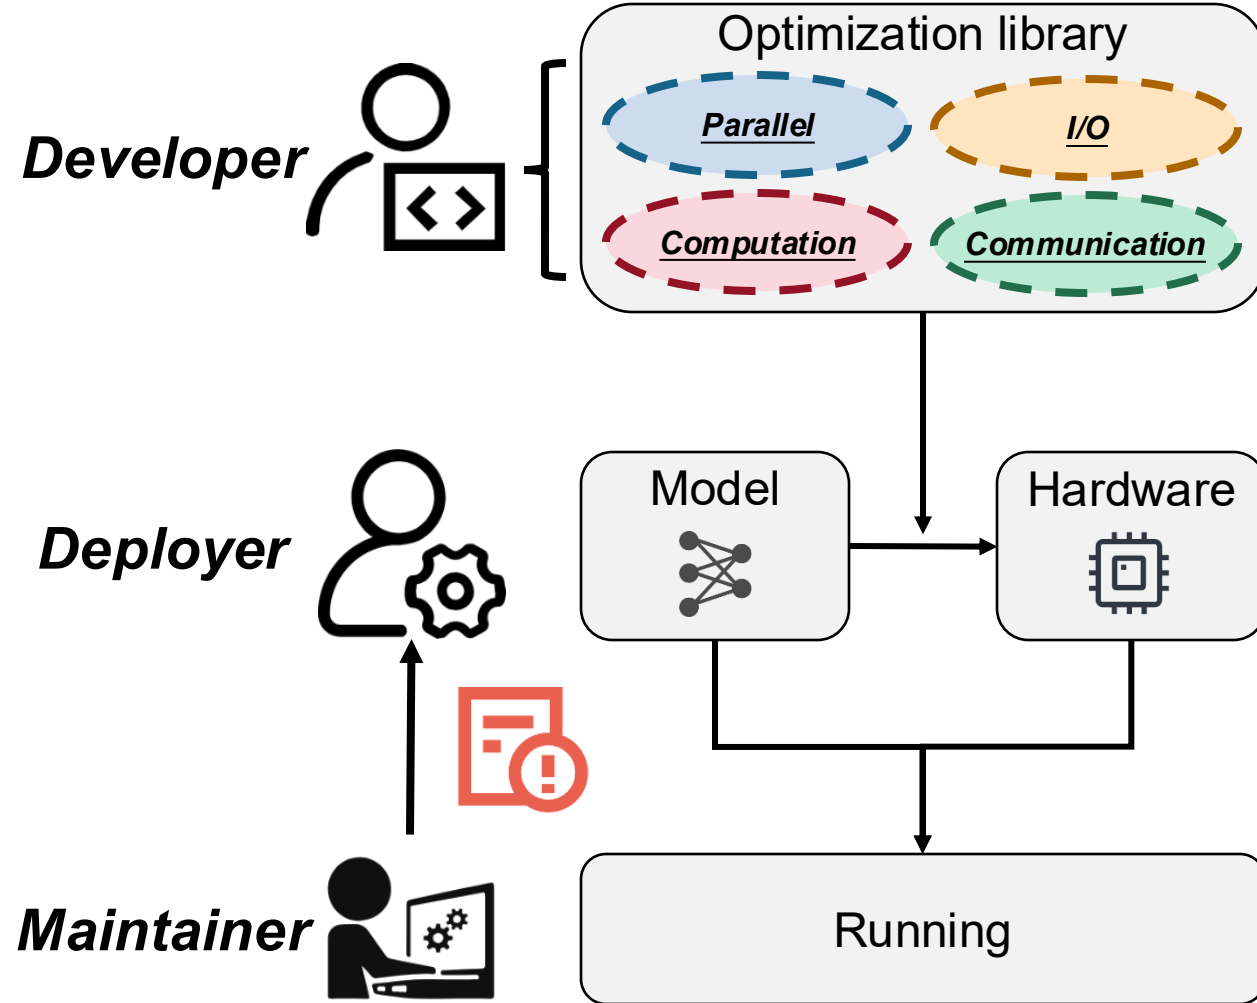 Optimization library
Developer
Parallel
I/O
Computation
Communication
Deployer
Model
Hardware
Maintainer
Running